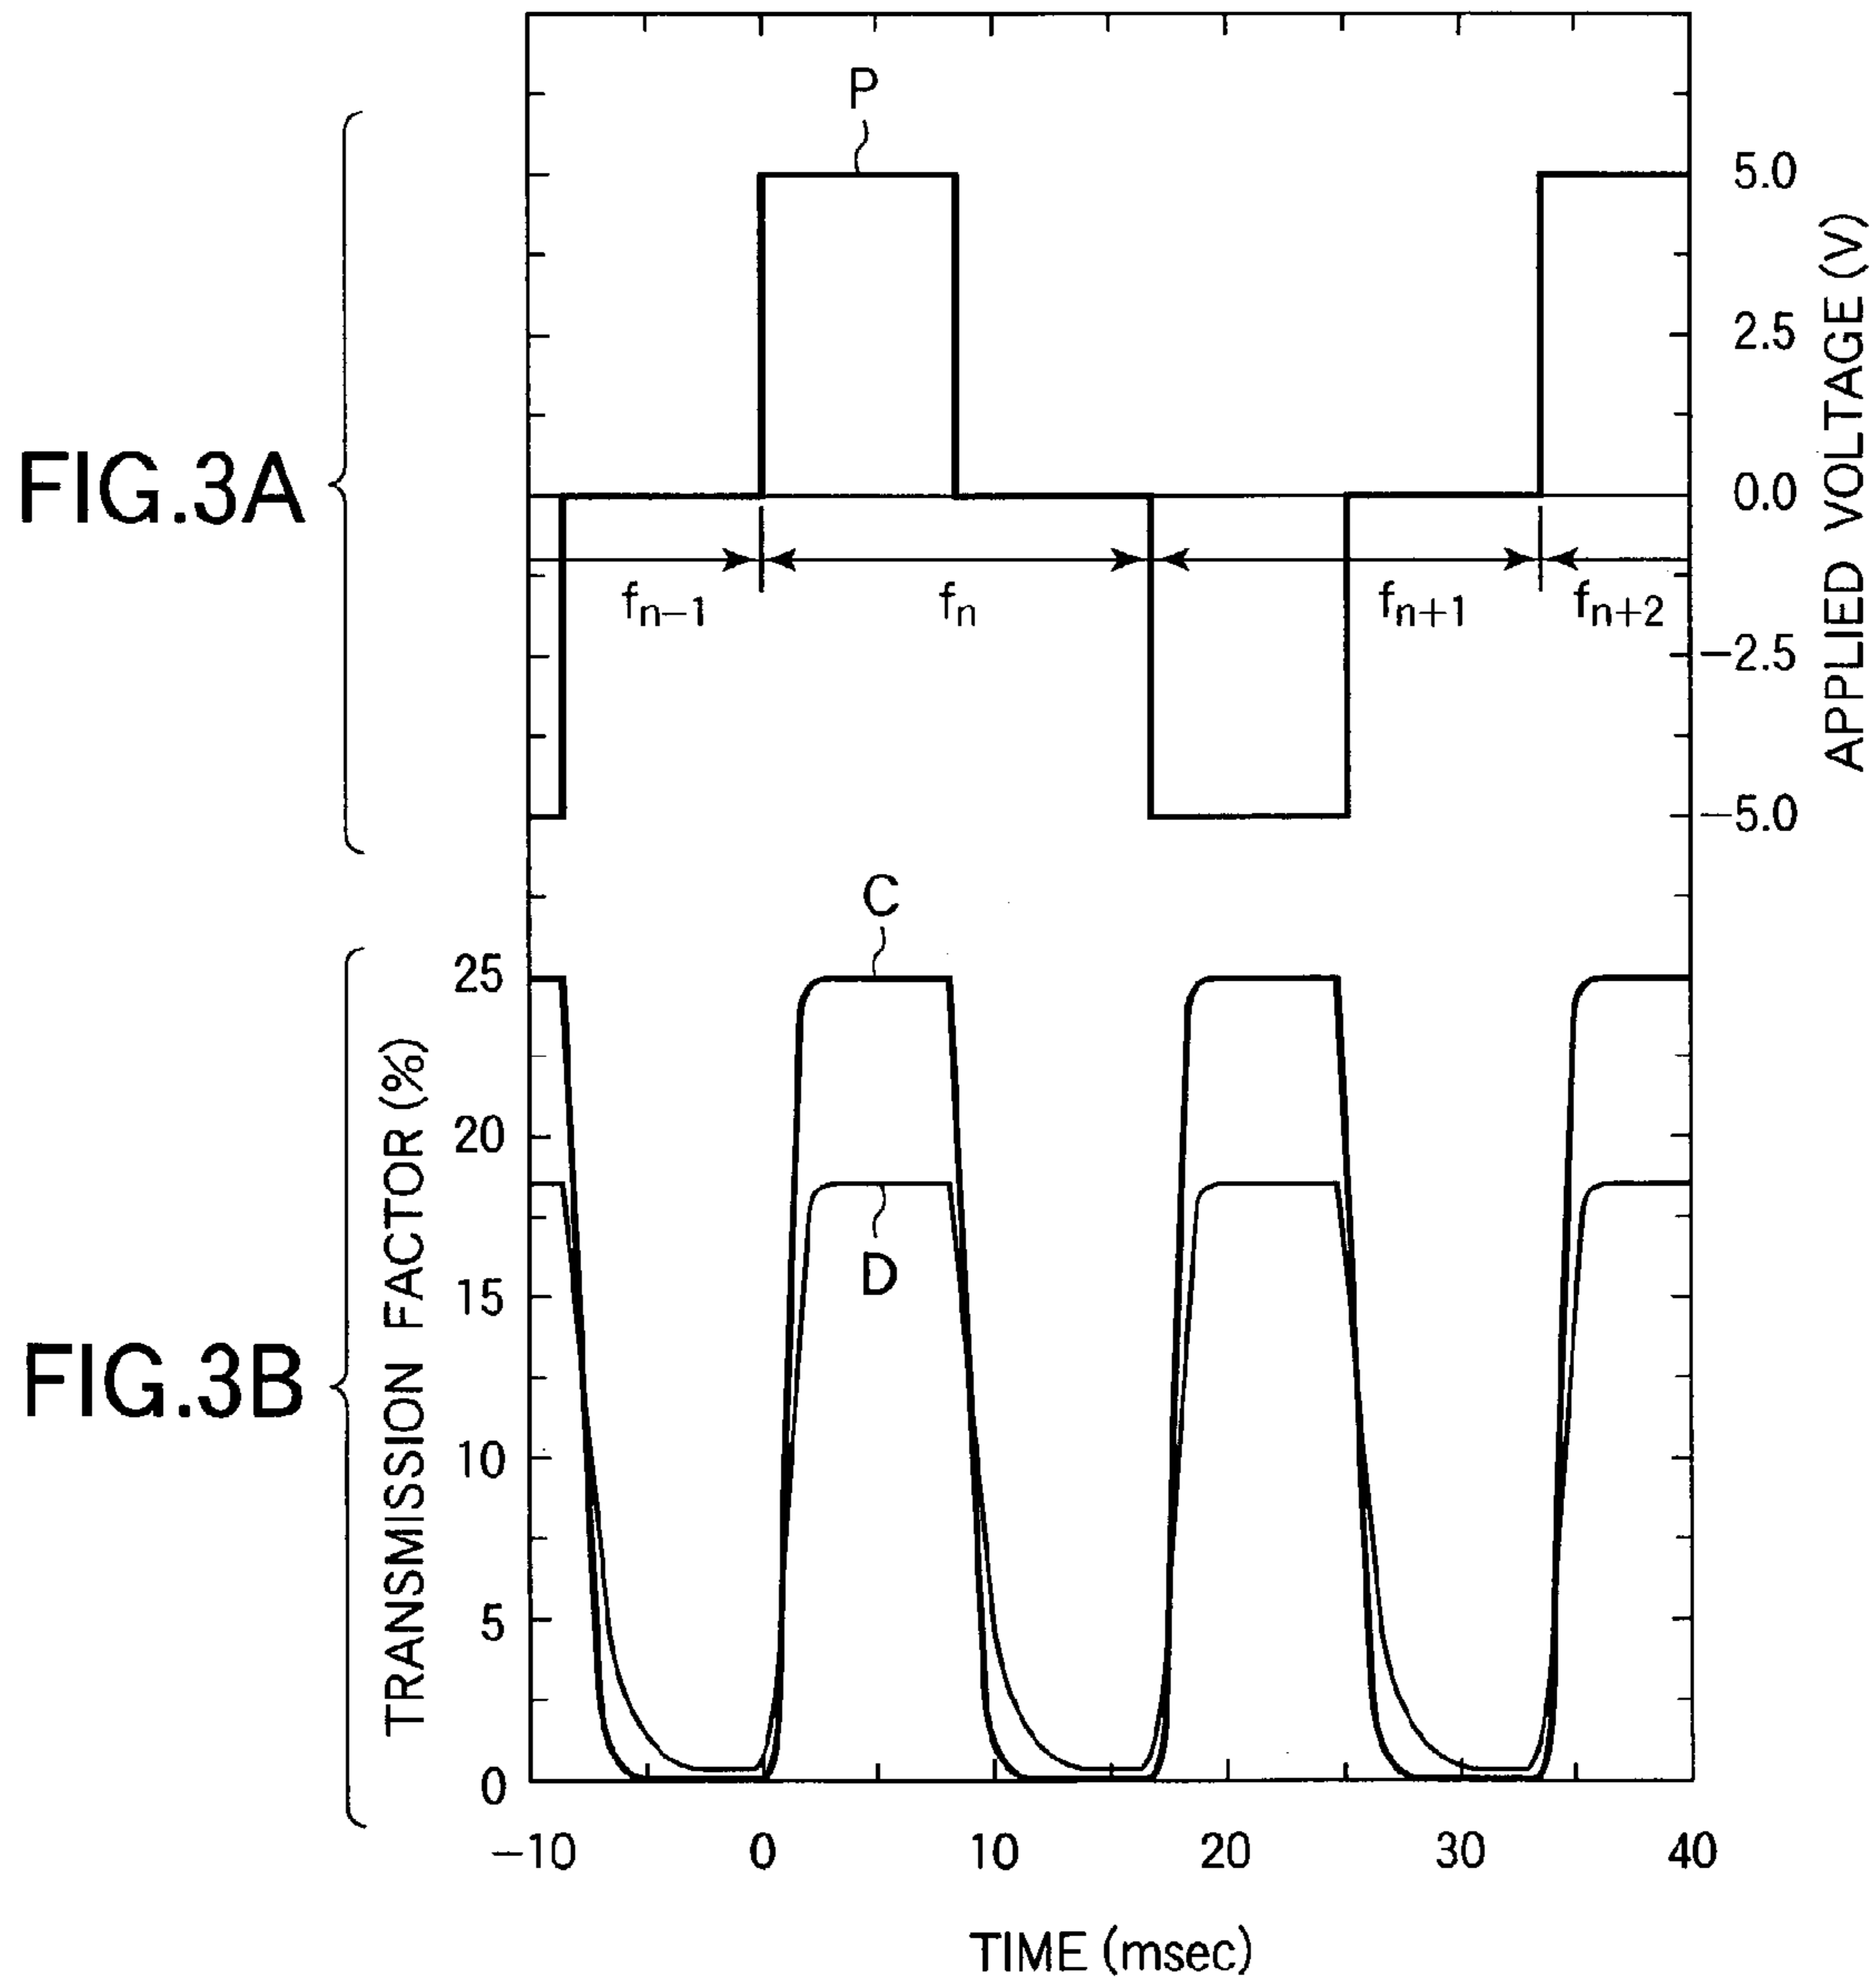 P
FIG.3A
5.0
2.5
0.0
−2.5
−5.0
APPLIED VOLTAGE (V)
fn−1
fn
fn+1
fn+2
C
D
FIG.3B
TRANSMISSION FACTOR (%)
25
20
15
10
5
0
−10
0
10
20
30
40
TIME (msec)